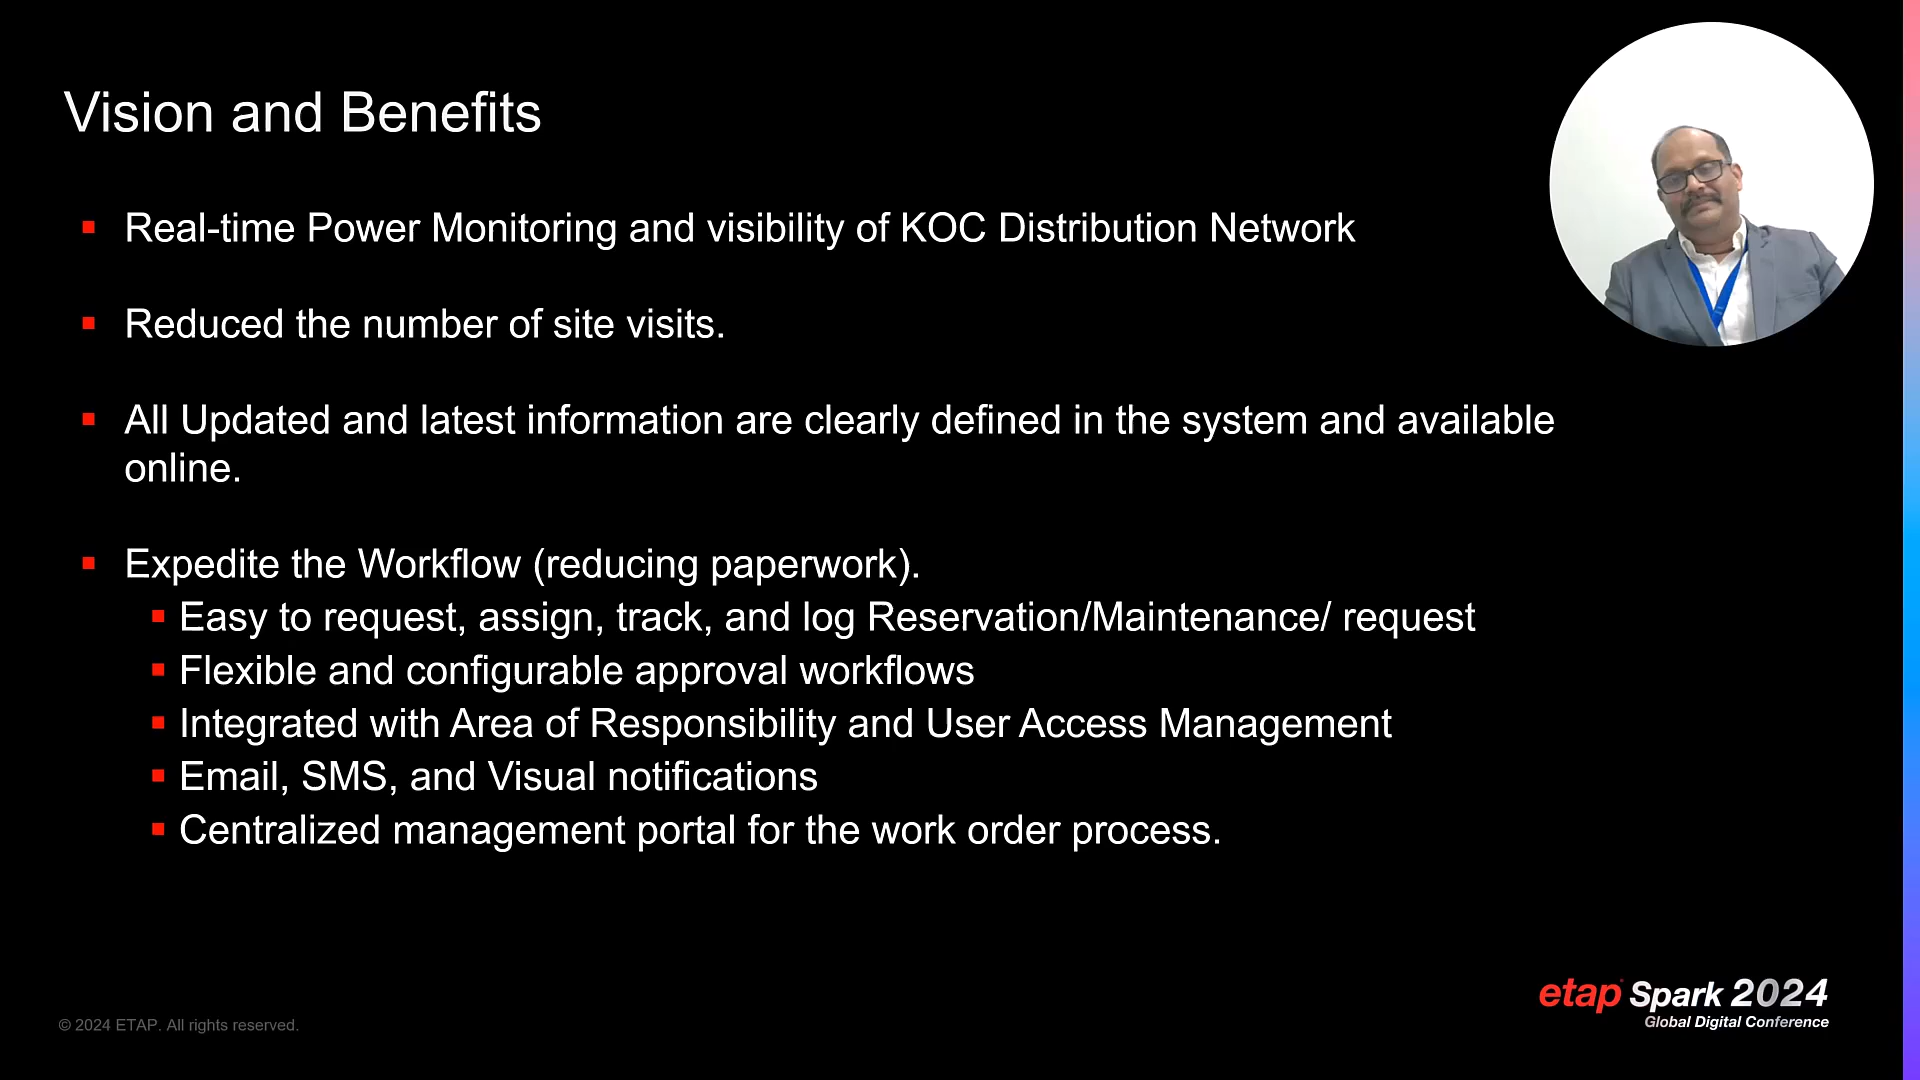 Vision and Benefits
Real-time Power Monitoring and visibility of KOC Distribution Network
Reduced the number of site visits.
All Updated and latest information are clearly defined in the system and available
online.
Expedite the Workflow (reducing paperwork).
Easy to request, assign, track, and log Reservation/Maintenance/ request
Flexible and configurable approval workflows
Integrated with Area of Responsibility and User Access Management
Email, SMS, and Visual notifications
Centralized management portal for the work order process.
etap Spark 2024
Global Digital Conference
© 2024 ETAP. All rights reserved.